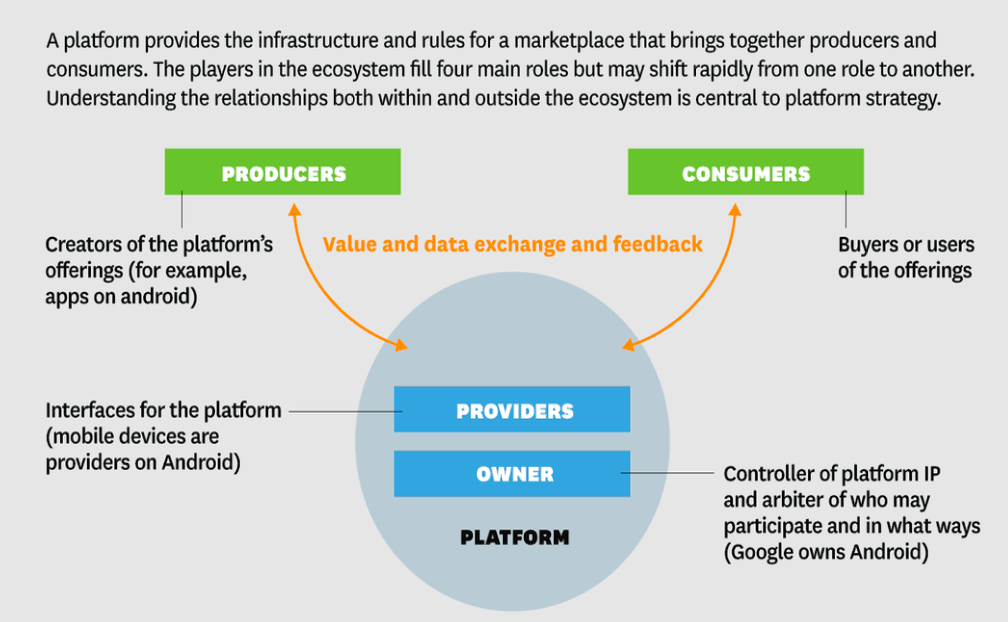 A platform provides the infrastructure and rules for a marketplace that brings together producers and
consumers. The players in the ecosystem fill four main roles but may shift rapidly from one role to another.
Understanding the relationships both within and outside the ecosystem is central to platform strategy.
PRODUCERS
CONSUMERS
Value and data exchange and feedback
Creators of the platform's
offerings (for example,
apps on android)
Buyers or users
of the offerings
Interfaces for the platform
(mobile devices are
providers on Android)
PROVIDERS
OWNER
PLATFORM
Controller of platform IP
and arbiter of who may
participate and in what ways
(Google owns Android)